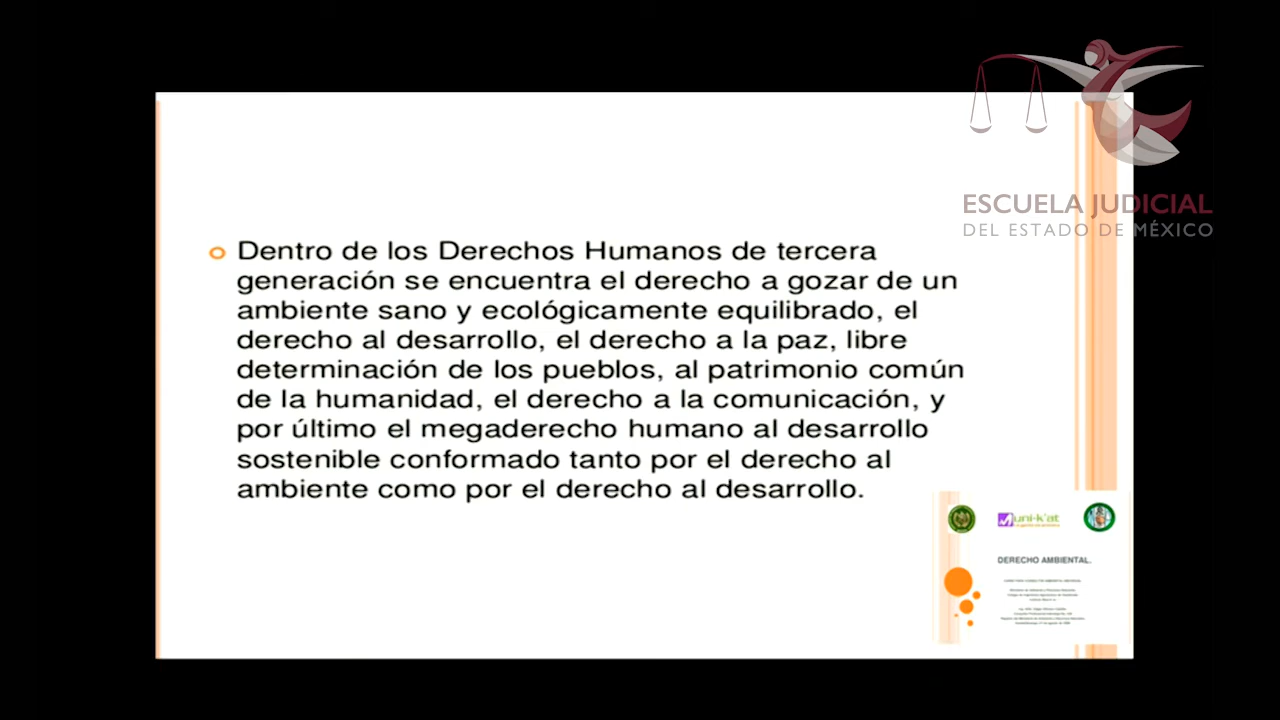 ESCUELA JUDICIAL
DEL ESTADO DE MÉXICO
Dentro de los Derechos Humanos de tercera
generación se encuentra el derecho a gozar de un
ambiente sano y ecológicamente equilibrado, el
derecho al desarrollo, el derecho a la paz, libre
determinación de los pueblos, al patrimonio común
de la humanidad, el derecho a la comunicación, y
por último el megaderecho humano al desarrollo
sostenible conformado tanto por el derecho al
ambiente como por el derecho al desarrollo.
uni-k'at
DERECHO AMBIENTAL.